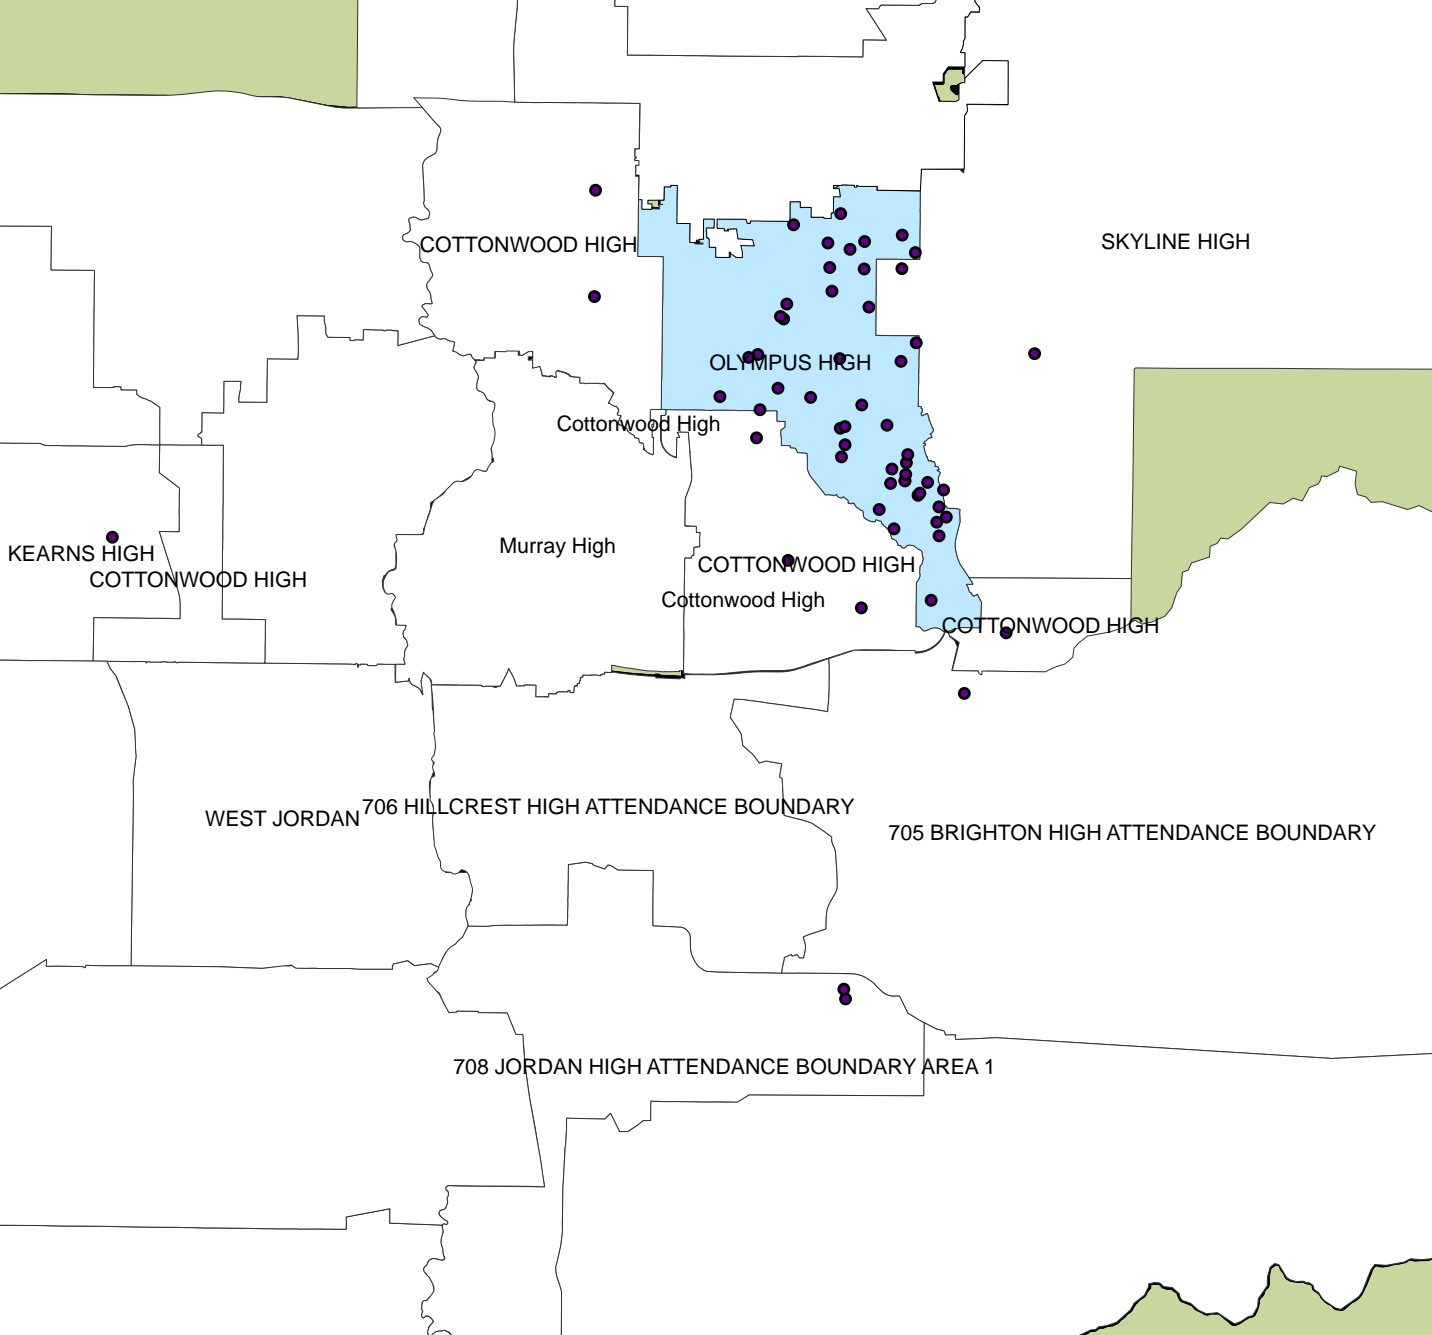 SKYLINE HIGH
COTTONWOOD HIGH
OLYMPUS HIGH
Cottonwood High
Murray High
KEARNS HIGH
COTTONWOOD HIGH
COTTONWOOD HIGH
Cottonwood High
COTTONWOOD HIGH
706 HILLCREST HIGH ATTENDANCE BOUNDARY
WEST JORDAN
705 BRIGHTON HIGH ATTENDANCE BOUNDARY
708 JORDAN HIGH ATTENDANCE BOUNDARY AREA 1